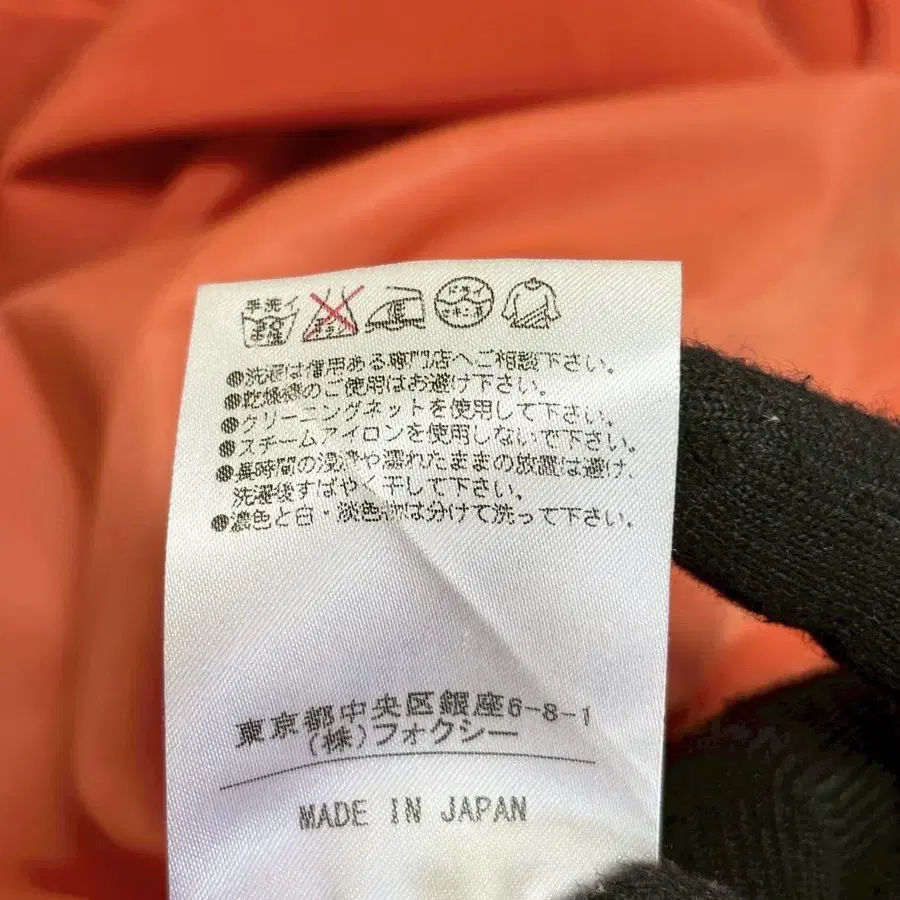 手洗イ
ドライ
●洗濯は信用ある専門店へご相談下さい。
●乾燥機のご使用はお避け下さい。
●クリーニングネットを使用して下さい。
●スチームアイロンを使用しないで下さい。
●長時間の浸漬や濡れたままの放置は避け、
洗濯後すばやく干して下さい。
●濃色と白・淡色物は分けて洗って下さい。
東京都中央区銀座6-8-1
(株)フォクシー
MADE IN JAPAN